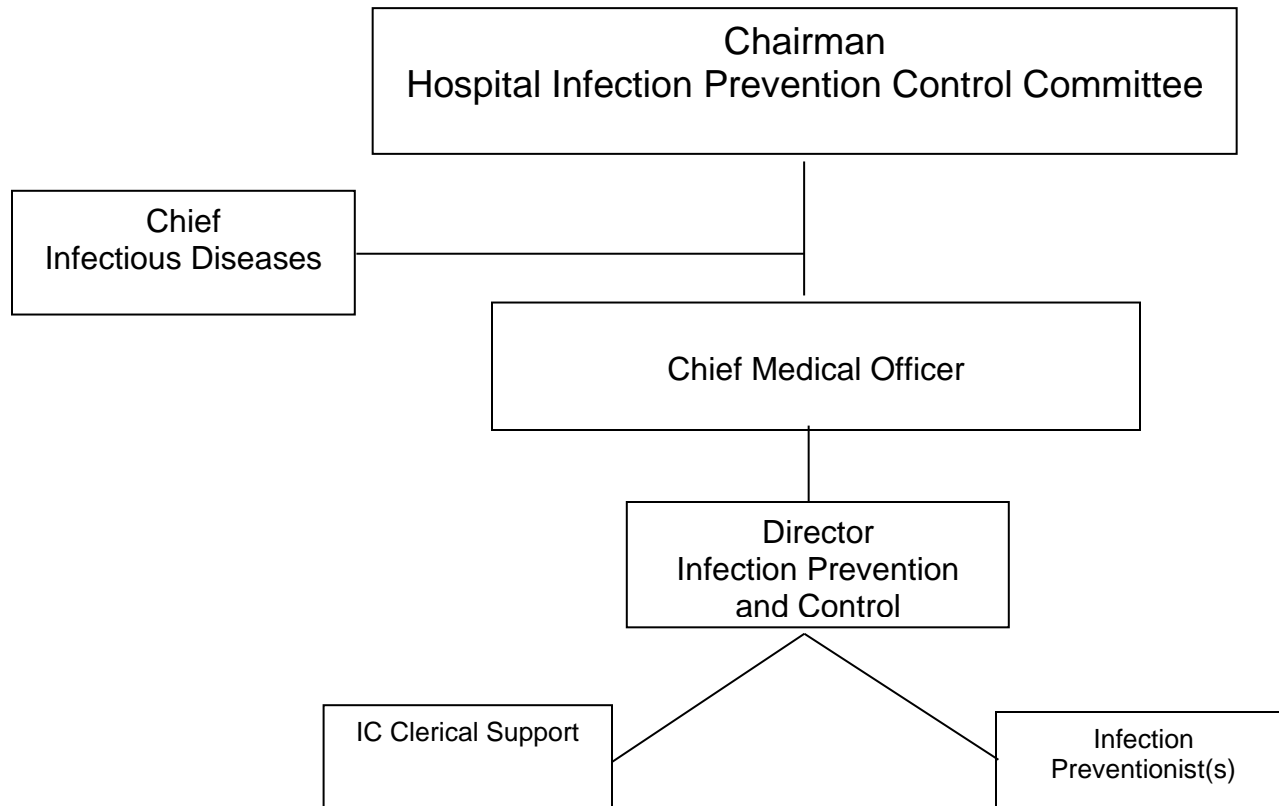 Chairman
Hospital Infection Prevention Control Committee
Chief
Infectious Diseases
Chief Medical Officer
Director
Infection Prevention
and Control
IC Clerical Support
Infection
Preventionist(s)